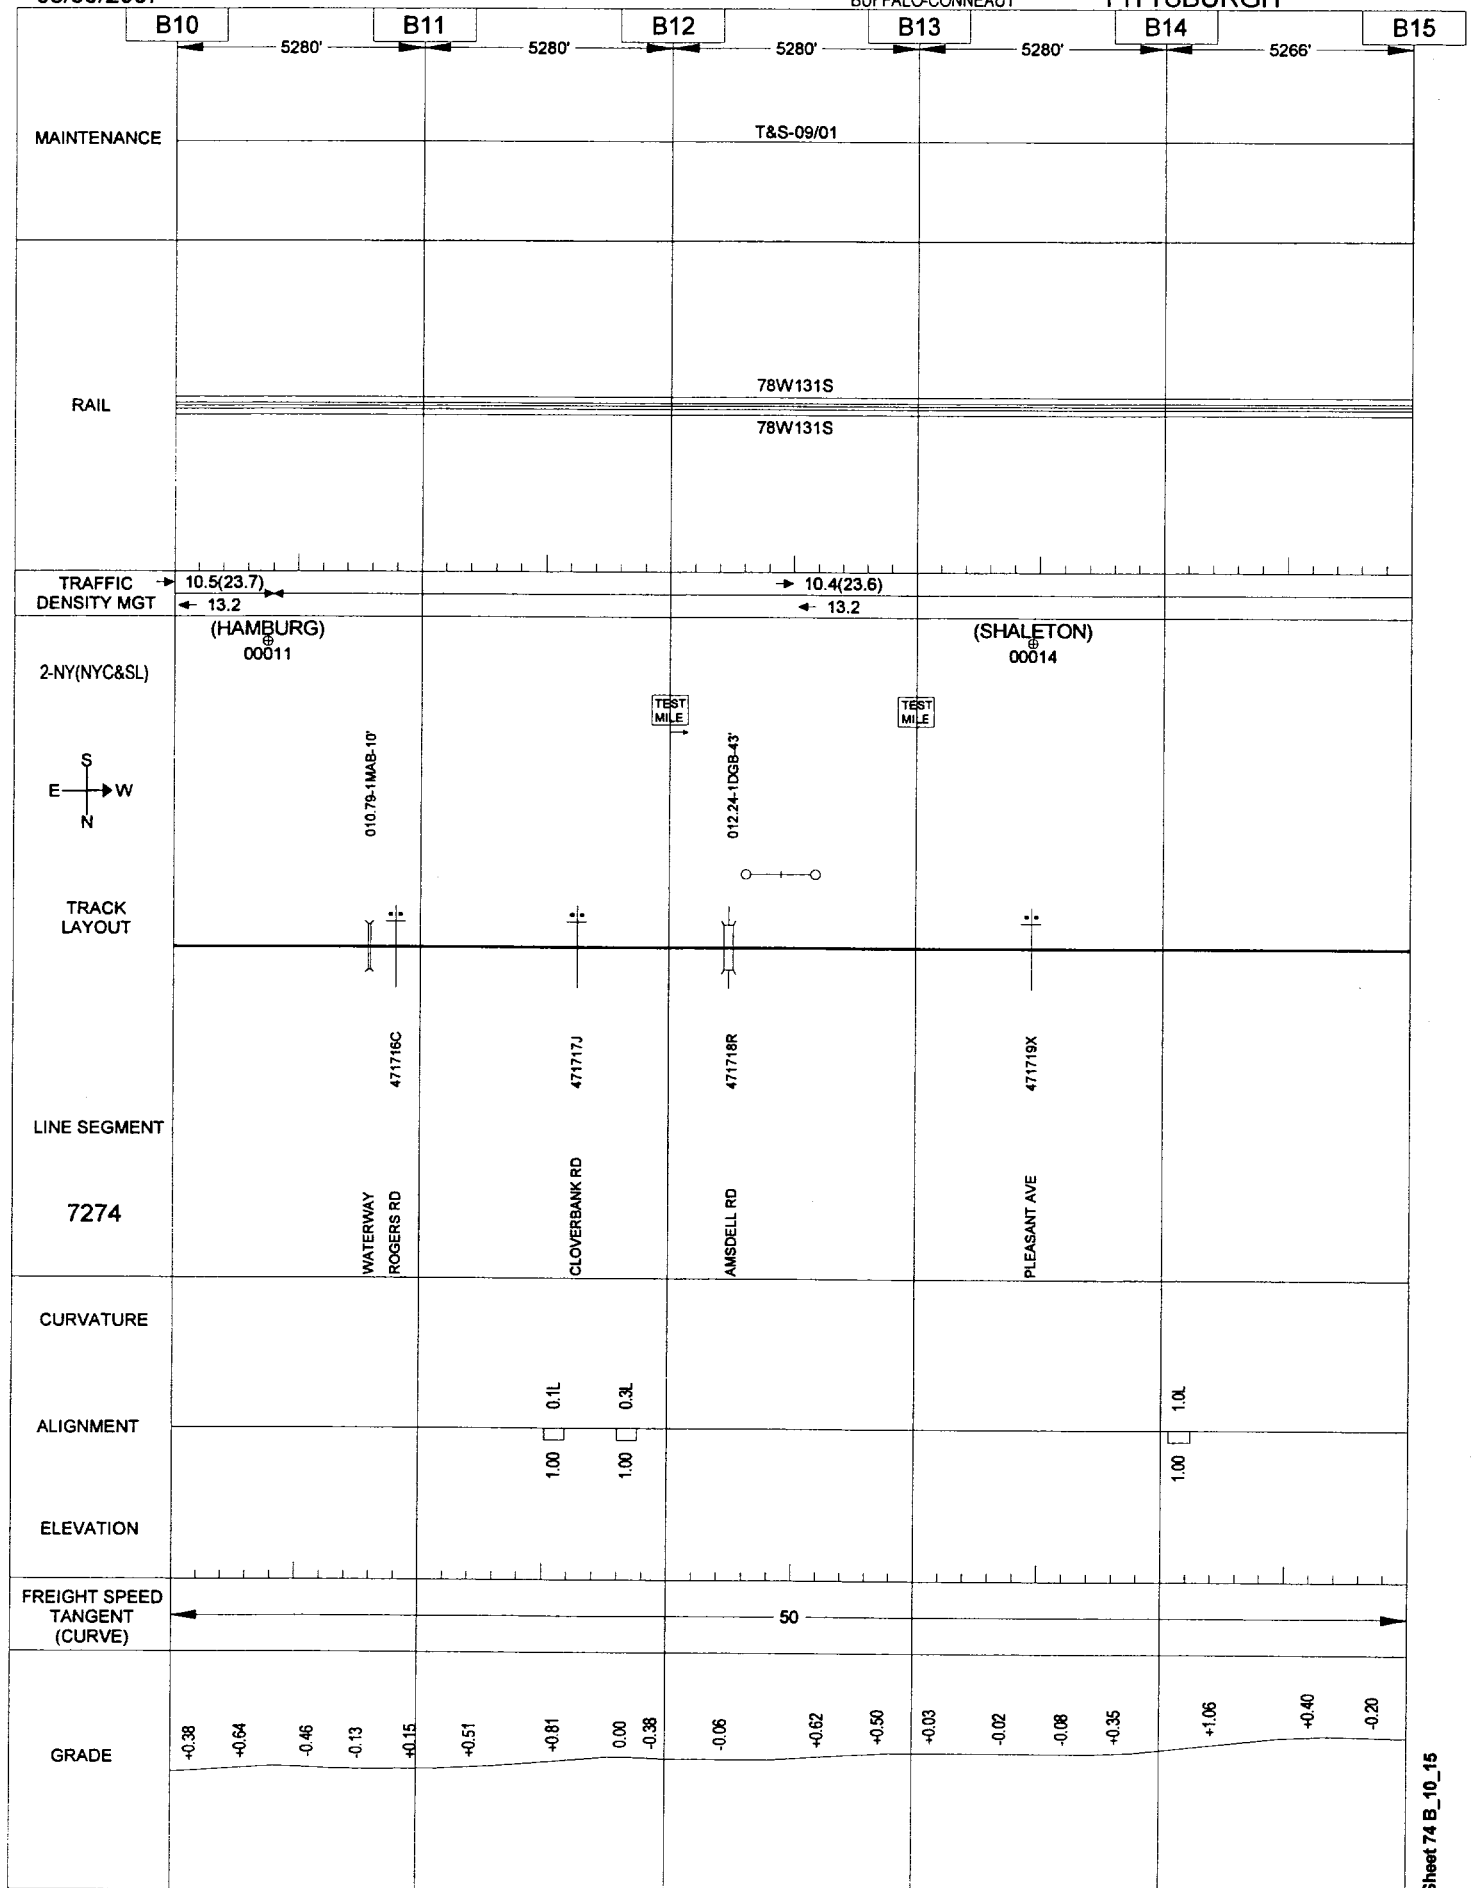 BUFFALO-CONNEAUT
PITTSBURGH
B10 B11 B12 B13 B14 B15
5280' 5280' 5280' 5280' 5266'
MAINTENANCE
T&S-09/01
RAIL
78W131S
78W131S
TRAFFIC
DENSITY MGT
10.5(23.7)
13.2
10.4(23.6)
13.2
2-NY(NYC&SL)
(HAMBURG)
00011
(SHALETON)
00014
TEST
MILE
TEST
MILE
S
E W
N
010.79-1MAB-10'
012.24-1DGB-43'
TRACK
LAYOUT
471716C
471717J
471718R
471719X
LINE SEGMENT
7274
WATERWAY
ROGERS RD
CLOVERBANK RD
AMSDELL RD
PLEASANT AVE
CURVATURE
0.1L
0.3L
1.0L
ALIGNMENT
1.00
1.00
1.00
ELEVATION
FREIGHT SPEED
TANGENT
(CURVE)
50
GRADE
+0.38
+0.64
-0.46
-0.13
+0.15
+0.51
+0.81
0.00
-0.38
-0.06
+0.62
+0.50
+0.03
-0.02
-0.08
+0.35
+1.06
+0.40
-0.20
Sheet 74 B_10_15